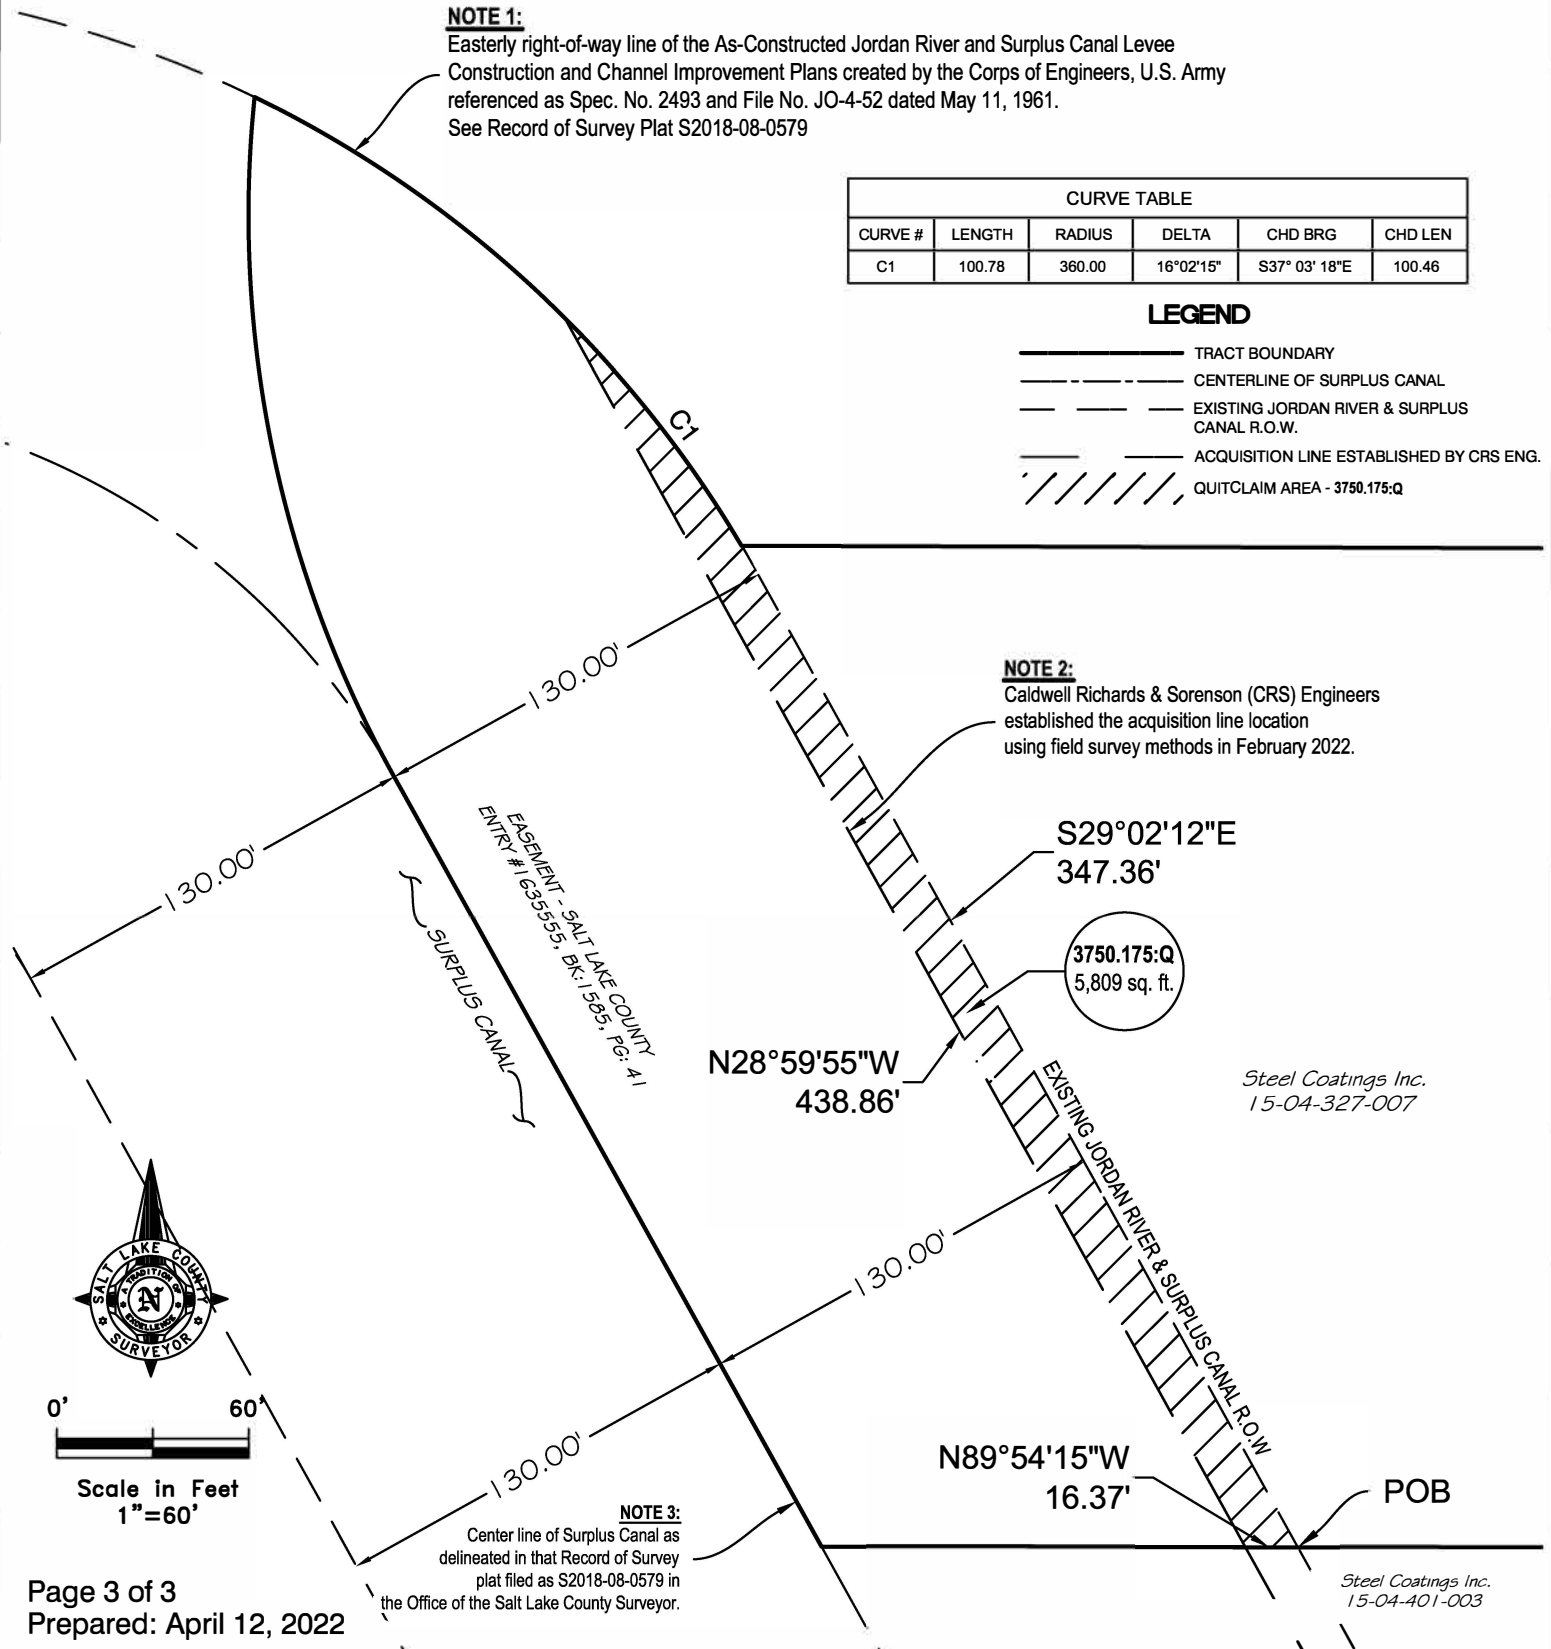 NOTE 1:
Easterly right-of-way line of the As-Constructed Jordan River and Surplus Canal Levee
Construction and Channel Improvement Plans created by the Corps of Engineers, U.S. Army
referenced as Spec. No. 2493 and File No. JO-4-52 dated May 11, 1961.
See Record of Survey Plat S2018-08-0579
CURVE TABLE
CURVE # LENGTH RADIUS DELTA CHD BRG CHD LEN
C1 100.78 360.00 16°02'15" S37° 03' 18"E 100.46
LEGEND
TRACT BOUNDARY
CENTERLINE OF SURPLUS CANAL
EXISTING JORDAN RIVER & SURPLUS
CANAL R.O.W.
ACQUISITION LINE ESTABLISHED BY CRS ENG.
QUITCLAIM AREA - 3750.175:Q
C1
130.00'
NOTE 2:
Caldwell Richards & Sorenson (CRS) Engineers
established the acquisition line location
using field survey methods in February 2022.
130.00'
EASEMENT - SALT LAKE COUNTY
ENTRY #1635555, BK:1585, PG: 41
SURPLUS CANAL
S29°02'12"E
347.36'
3750.175:Q
5,809 sq. ft.
N28°59'55"W
438.86'
Steel Coatings Inc.
15-04-327-007
EXISTING JORDAN RIVER & SURPLUS CANAL R.O.W
130.00'
130.00'
SALT LAKE COUNTY
A TRADITION OF
N
EXCELLENCE
SURVEYOR
0' 60'
Scale in Feet
1"=60'
N89°54'15"W
16.37'
POB
NOTE 3:
Center line of Surplus Canal as
delineated in that Record of Survey
plat filed as S2018-08-0579 in
the Office of the Salt Lake County Surveyor.
Steel Coatings Inc.
15-04-401-003
Page 3 of 3
Prepared: April 12, 2022